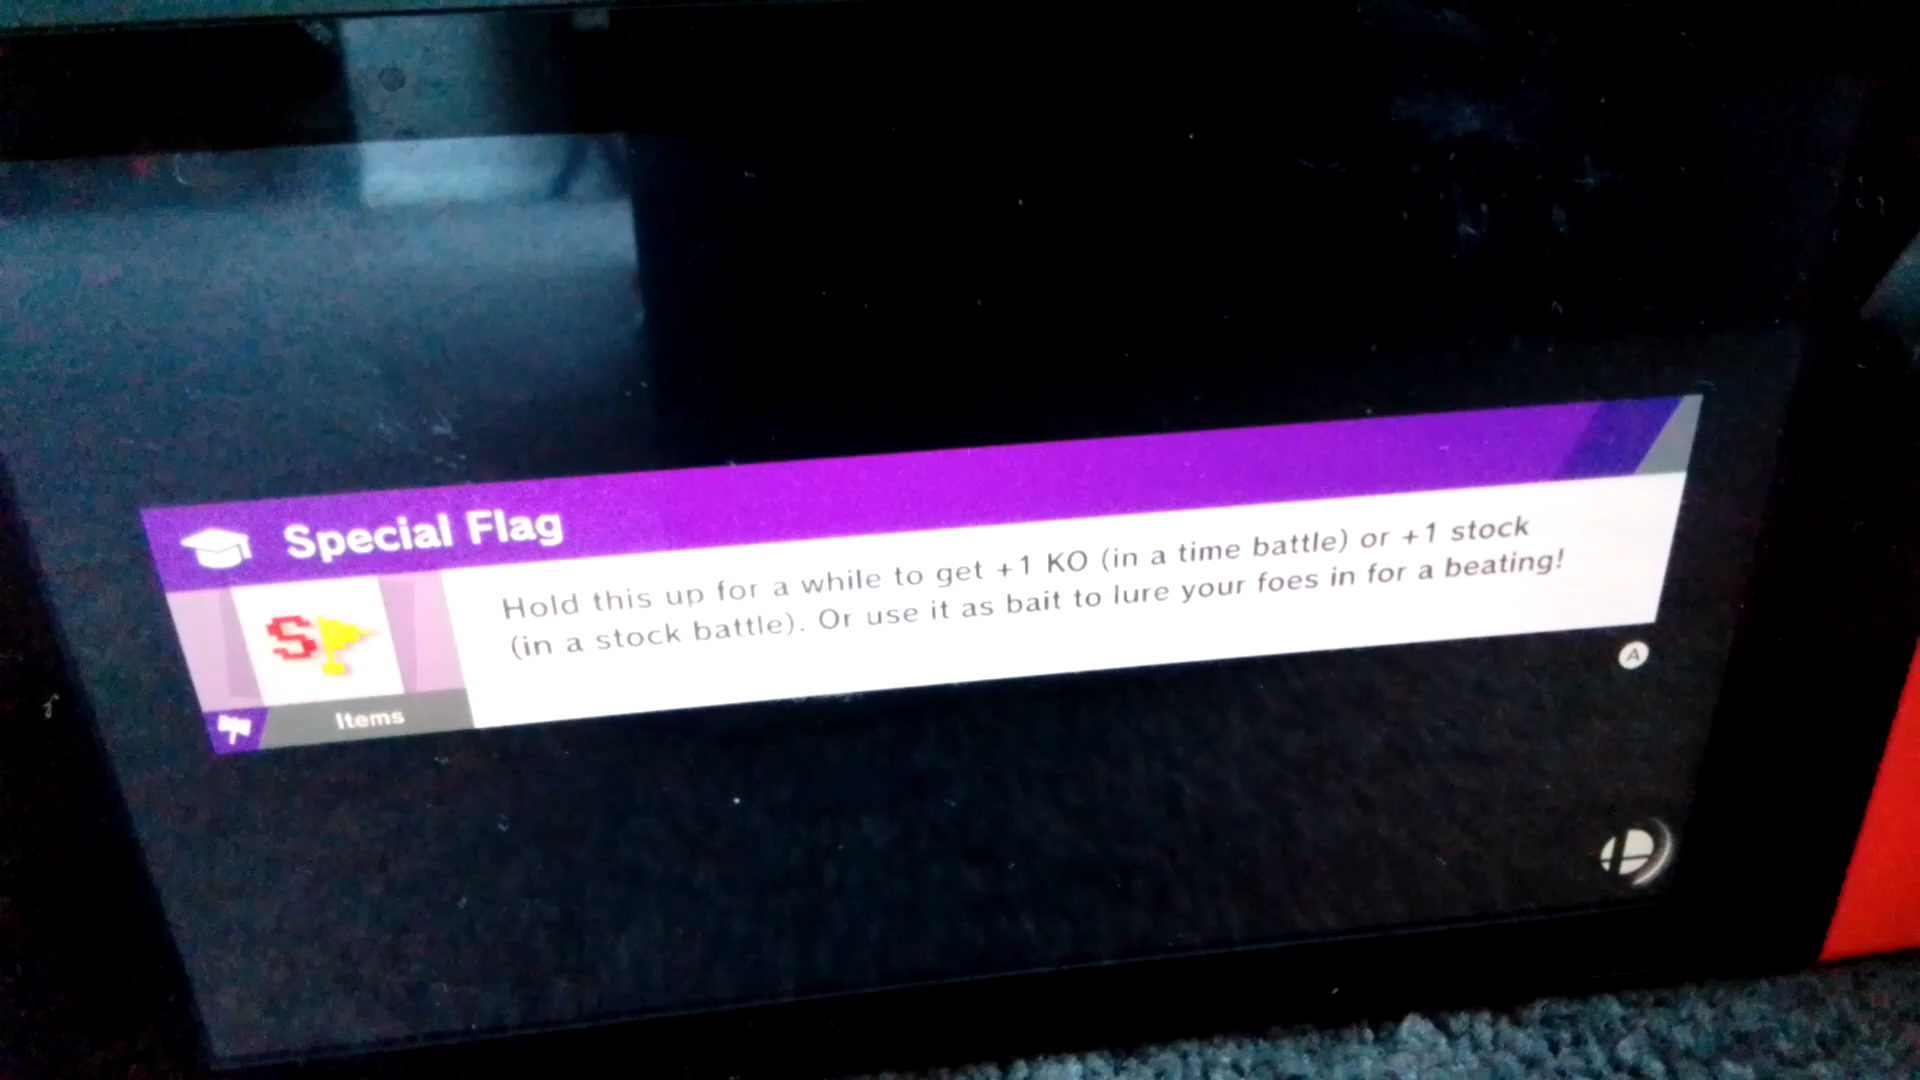 Special Flag
Hold this up for a while to get +1 KO (in a time battle) or +1 stock
(in a stock battle). Or use it as bait to lure your foes in for a beating!
S
Items
A